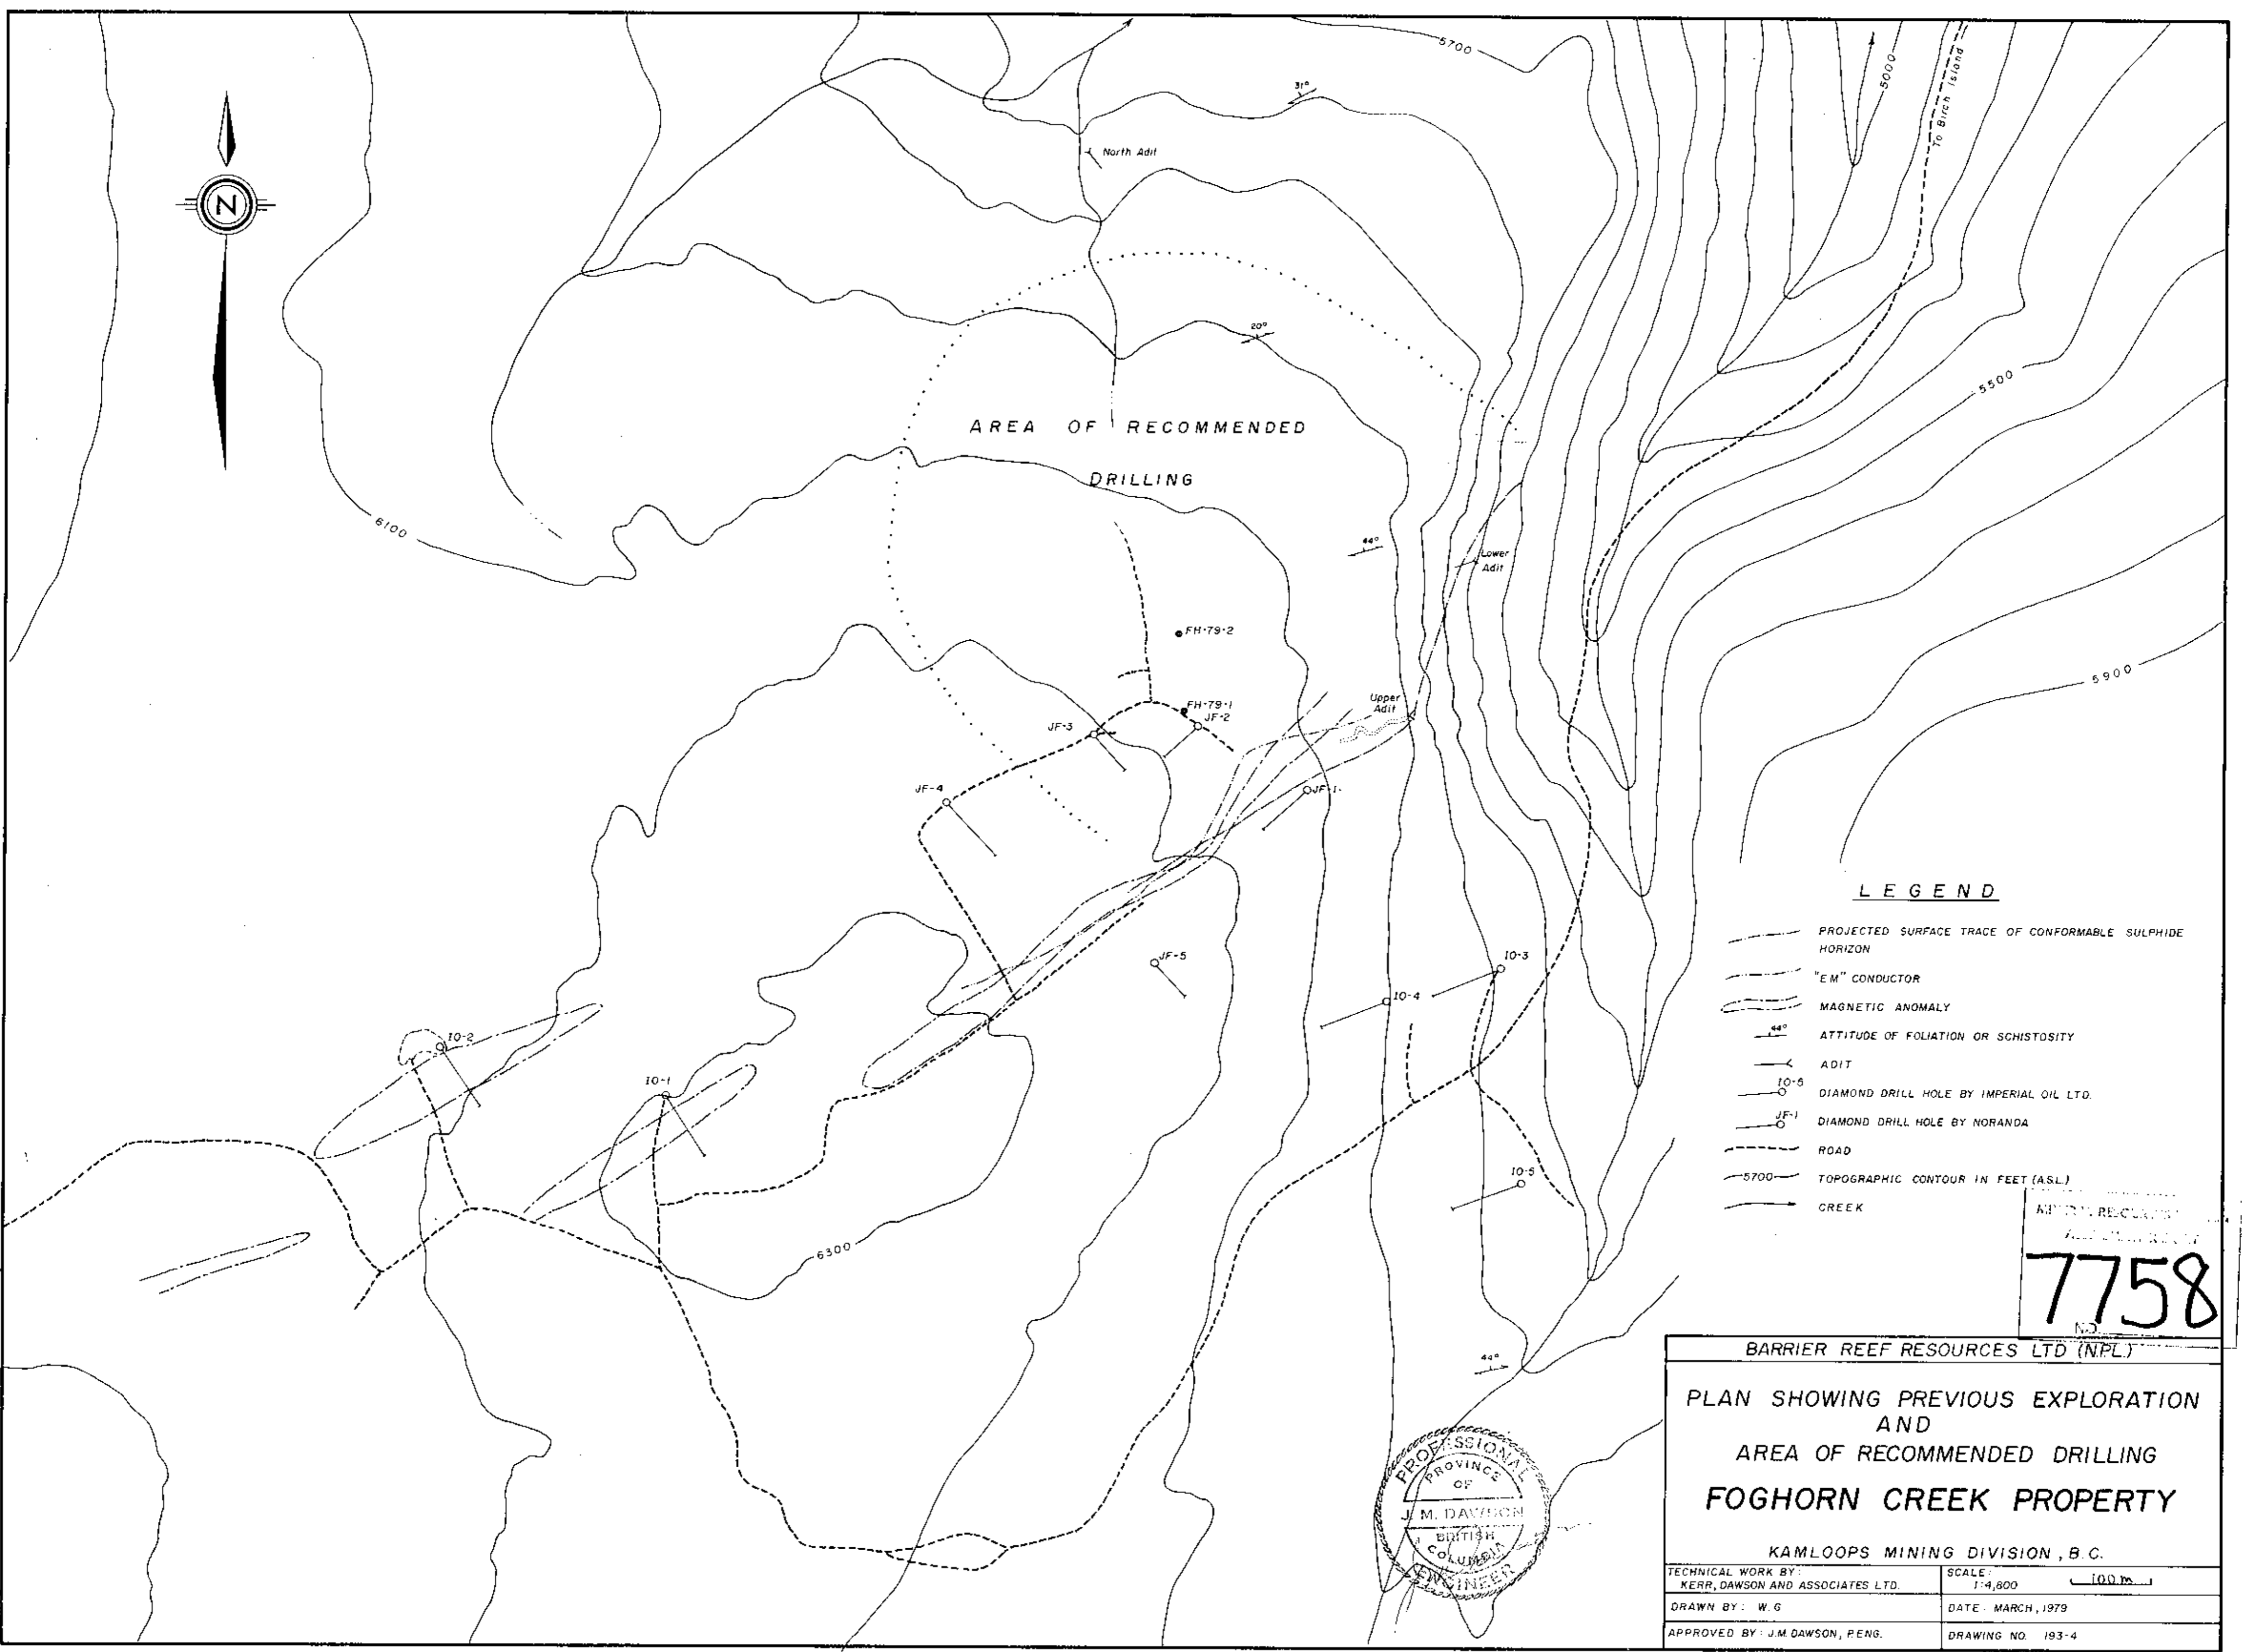 5700
5000
To Birch Island
31°
North Adit
N
20°
5500
AREA OF RECOMMENDED
DRILLING
6100
44°
Lower
Adit
FH-79-2
5900
Upper
Adit
FH-79-1
JF-2
JF-3
JF-4
JF-1
LEGEND
PROJECTED SURFACE TRACE OF CONFORMABLE SULPHIDE
HORIZON
"EM" CONDUCTOR
MAGNETIC ANOMALY
44° ATTITUDE OF FOLIATION OR SCHISTOSITY
ADIT
IO-5 DIAMOND DRILL HOLE BY IMPERIAL OIL LTD.
JF-1 DIAMOND DRILL HOLE BY NORANDA
ROAD
5700 TOPOGRAPHIC CONTOUR IN FEET (A.S.L.)
CREEK
JF-5
IO-3
IO-4
IO-2
IO-1
IO-5
6300
44°
7758
NO.
BARRIER REEF RESOURCES LTD (N.P.L.)
PLAN SHOWING PREVIOUS EXPLORATION
AND
AREA OF RECOMMENDED DRILLING
FOGHORN CREEK PROPERTY
KAMLOOPS MINING DIVISION, B.C.
TECHNICAL WORK BY:
KERR, DAWSON AND ASSOCIATES LTD.
SCALE:
1:4,800
100 m
DRAWN BY: W. G
DATE: MARCH, 1979
APPROVED BY: J.M. DAWSON, P.ENG.
DRAWING NO. 193-4
PROFESSIONAL
PROVINCE
OF
J. M. DAWSON
BRITISH
COLUMBIA
ENGINEER